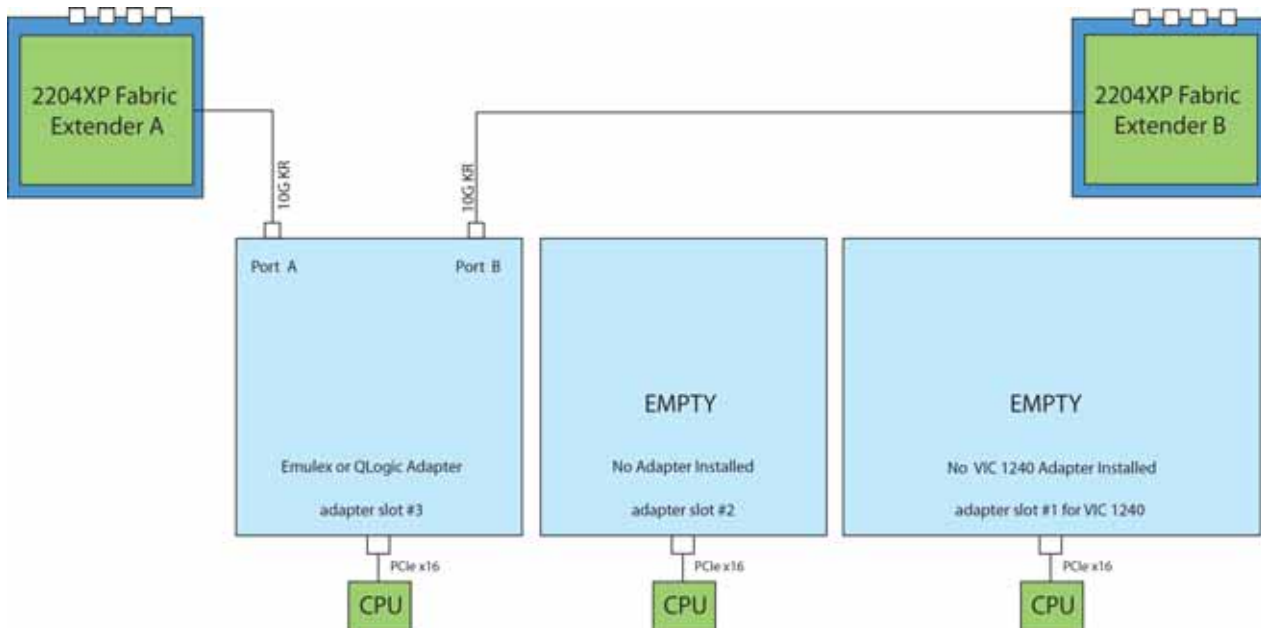 2204XP Fabric
Extender A
2204XP Fabric
Extender B
10G KR
10G KR
Port A
Port B
EMPTY
EMPTY
Emulex or QLogic Adapter
No Adapter Installed
No VIC 1240 Adapter Installed
adapter slot #3
adapter slot #2
adapter slot #1 for VIC 1240
PCIe x16
PCIe x16
PCIe x16
CPU
CPU
CPU